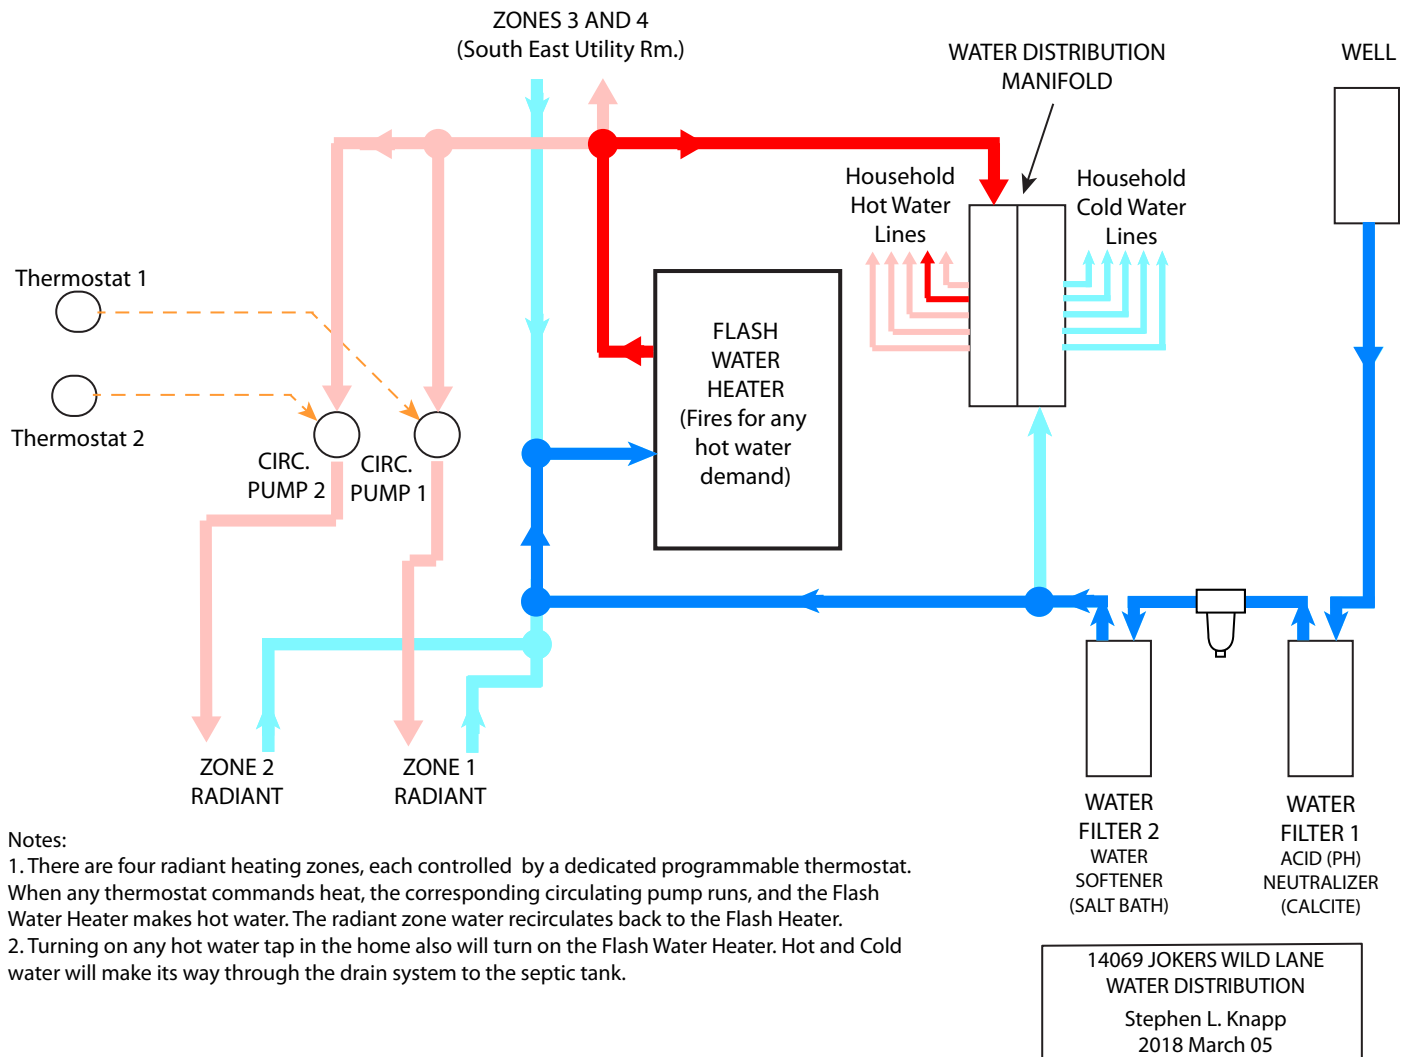 ZONES 3 AND 4
(South East Utility Rm.)
WATER DISTRIBUTION
MANIFOLD
WELL
Household
Hot Water
Lines
Household
Cold Water
Lines
Thermostat 1
Thermostat 2
FLASH
WATER
HEATER
(Fires for any
hot water
demand)
CIRC.
PUMP 2
CIRC.
PUMP 1
ZONE 2
RADIANT
ZONE 1
RADIANT
WATER
FILTER 2
WATER
SOFTENER
(SALT BATH)
WATER
FILTER 1
ACID (PH)
NEUTRALIZER
(CALCITE)
Notes:
1. There are four radiant heating zones, each controlled  by a dedicated programmable thermostat.
When any thermostat commands heat, the corresponding circulating pump runs, and the Flash
Water Heater makes hot water. The radiant zone water recirculates back to the Flash Heater.
2. Turning on any hot water tap in the home also will turn on the Flash Water Heater. Hot and Cold
water will make its way through the drain system to the septic tank.
14069 JOKERS WILD LANE
WATER DISTRIBUTION
Stephen L. Knapp
2018 March 05